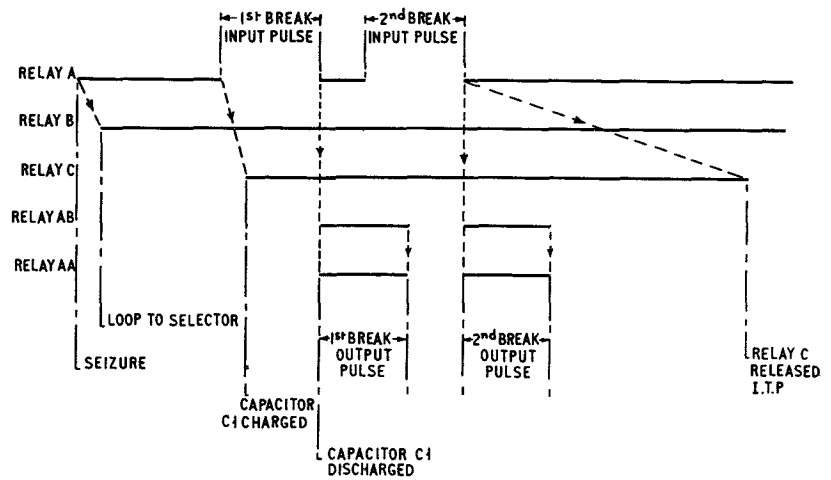 1st BREAK
INPUT PULSE
2nd BREAK
INPUT PULSE
RELAY A
RELAY B
RELAY C
RELAY AB
RELAY AA
LOOP TO SELECTOR
SEIZURE
1st BREAK
OUTPUT
PULSE
2nd BREAK
OUTPUT
PULSE
RELAY C
RELEASED
I.T.P
CAPACITOR
C1 CHARGED
CAPACITOR C1
DISCHARGED